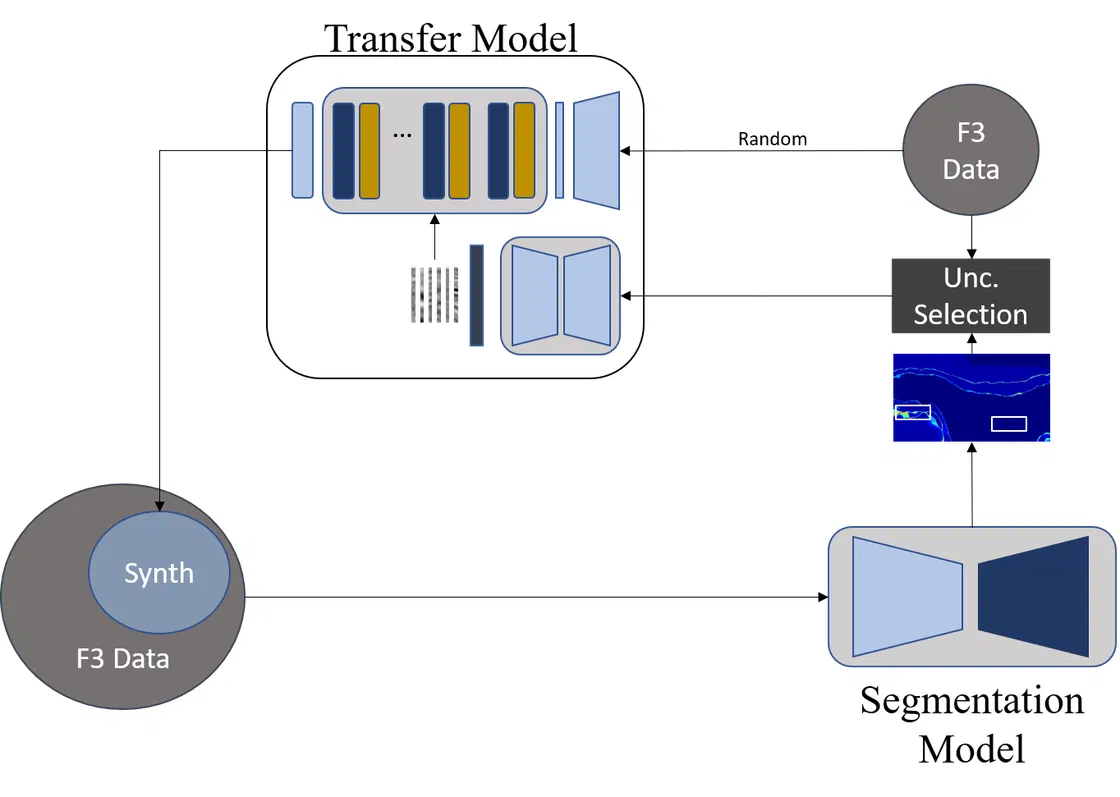 Transfer Model
...
Random
F3
Data
Unc.
Selection
Synth
F3 Data
Segmentation
Model